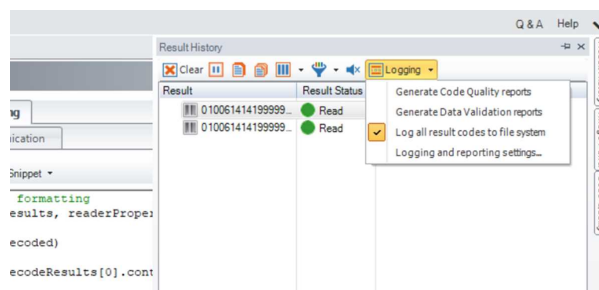 Q & A Help
Result History
Clear Logging
Result Result Status
010061414199999... Read
010061414199999... Read
Generate Code Quality reports
Generate Data Validation reports
Log all result codes to file system
Logging and reporting settings...
ng
ication
Snippet
formatting
esults, readerProper
ecoded)
ecodeResults[0].cont